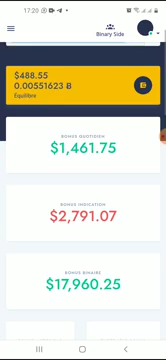 17:20
Binary Side
$488.55
0.00551623 B
Équilibre
BONUS QUOTIDIEN
$1,461.75
BONUS INDICATION
$2,791.07
BONUS BINAIRE
$17,960.25